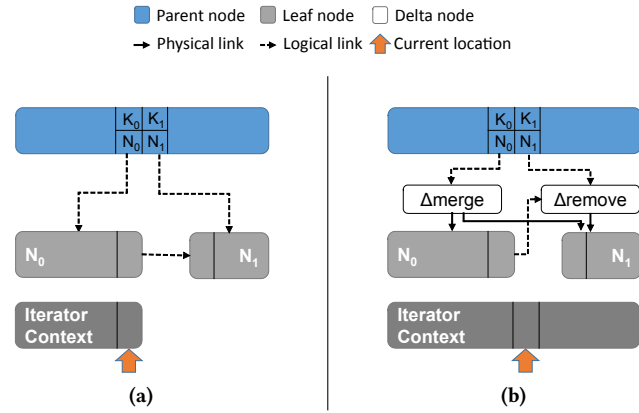 Parent node Leaf node Delta node
Physical link Logical link Current location
K0 K1
N0 N1
N0
N1
Iterator
Context
(a)
K0 K1
N0 N1
Δmerge Δremove
N0
N1
Iterator
Context
(b)